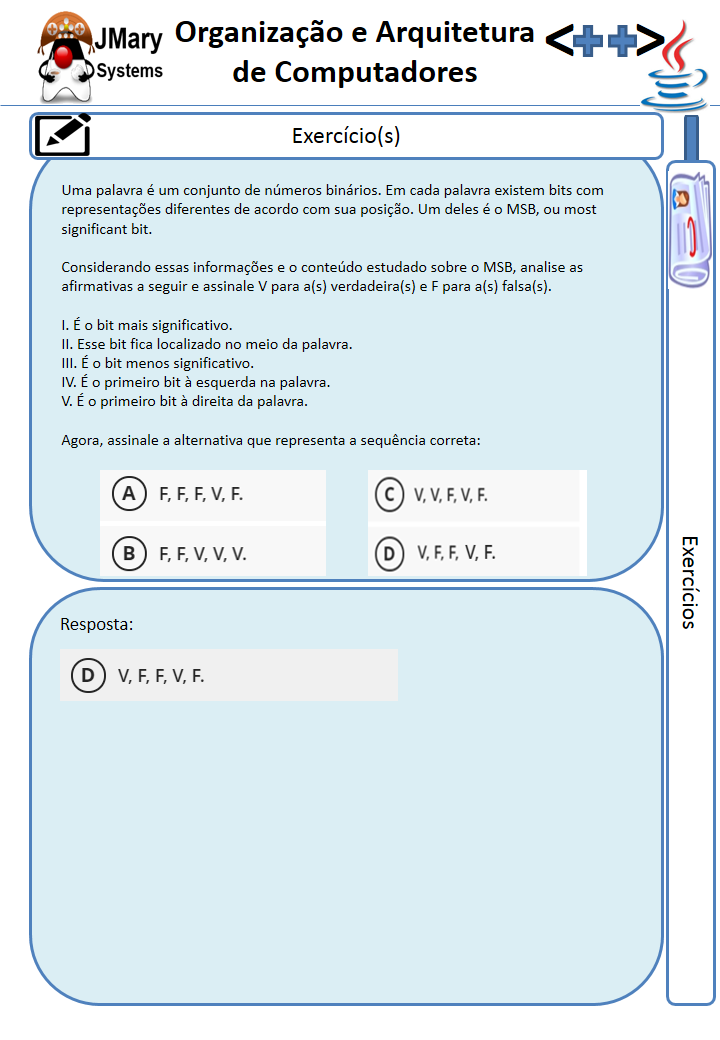 JMary
Systems
Organização e Arquitetura
de Computadores
<++>
Exercício(s)
Uma palavra é um conjunto de números binários. Em cada palavra existem bits com
representações diferentes de acordo com sua posição. Um deles é o MSB, ou most
significant bit.
Considerando essas informações e o conteúdo estudado sobre o MSB, analise as
afirmativas a seguir e assinale V para a(s) verdadeira(s) e F para a(s) falsa(s).
I. É o bit mais significativo.
II. Esse bit fica localizado no meio da palavra.
III. É o bit menos significativo.
IV. É o primeiro bit à esquerda na palavra.
V. É o primeiro bit à direita da palavra.
Agora, assinale a alternativa que representa a sequência correta:
A F, F, F, V, F.
B F, F, V, V, V.
C V, V, F, V, F.
D V, F, F, V, F.
Resposta:
D V, F, F, V, F.
Exercícios